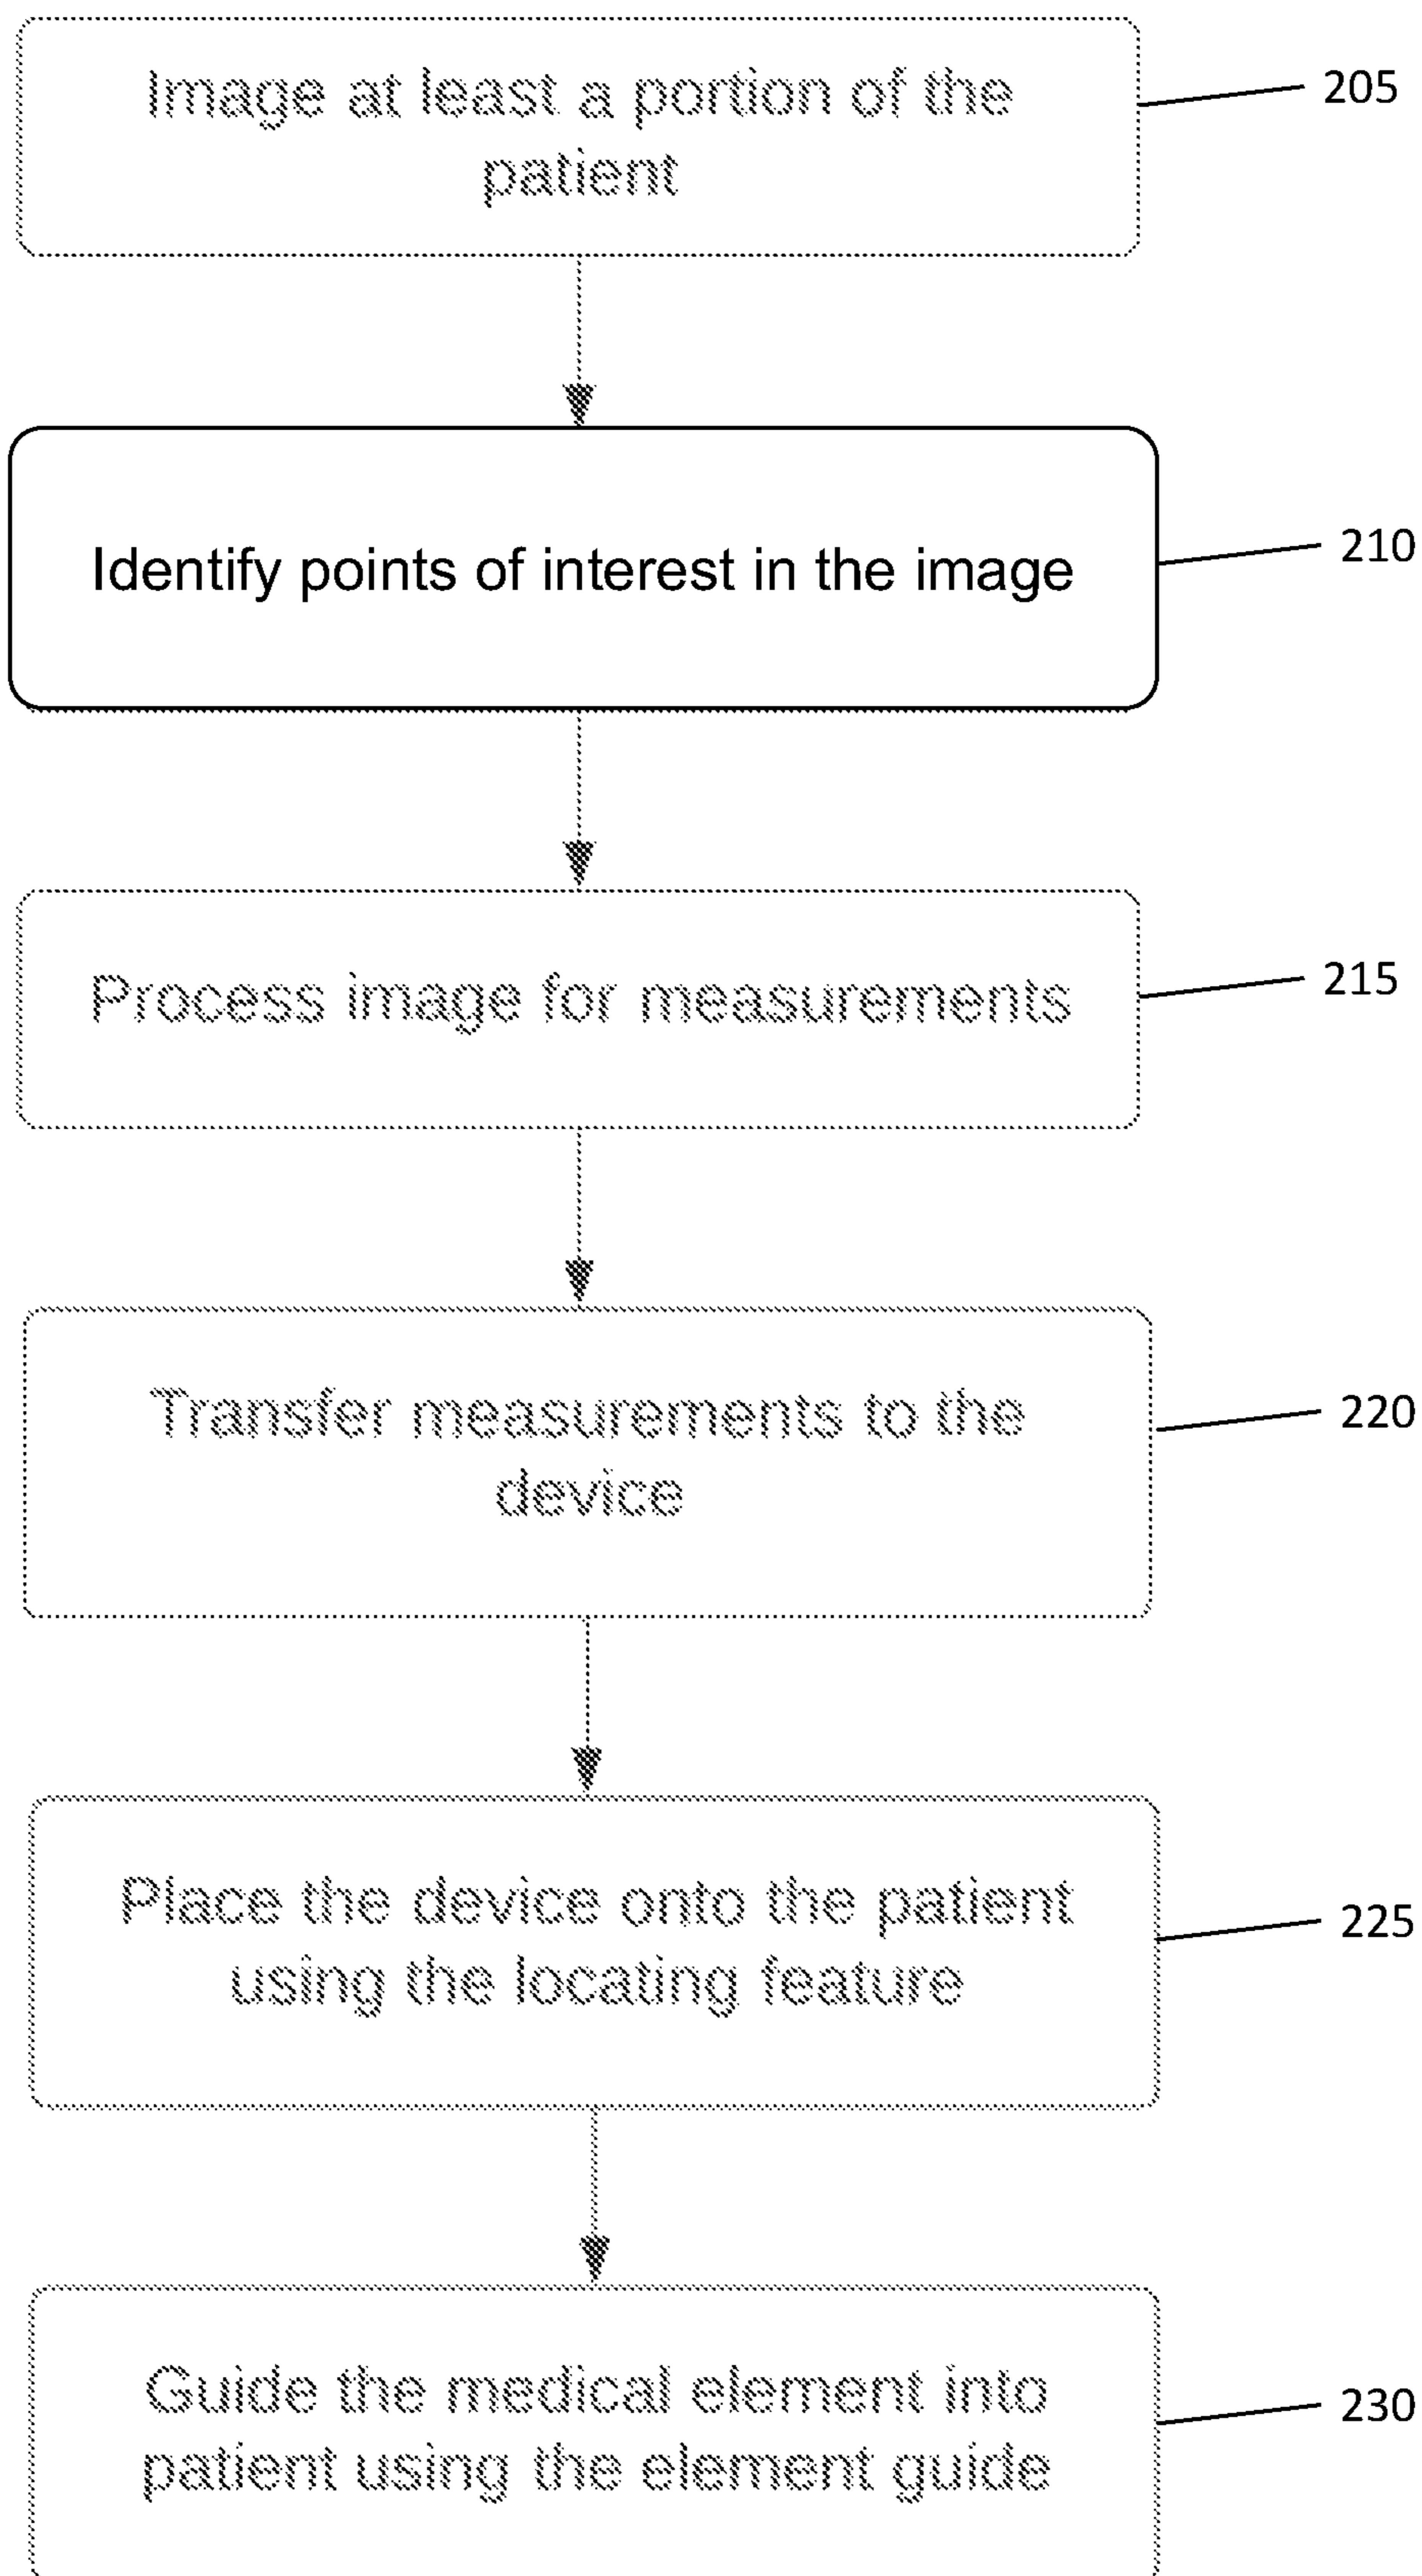 Image at least a portion of the
patient
205
Identify points of interest in the image
210
Process image for measurements
215
Transfer measurements to the
device
220
Place the device onto the patient
using the locating feature
225
Guide the medical element into
patient using the element guide
230